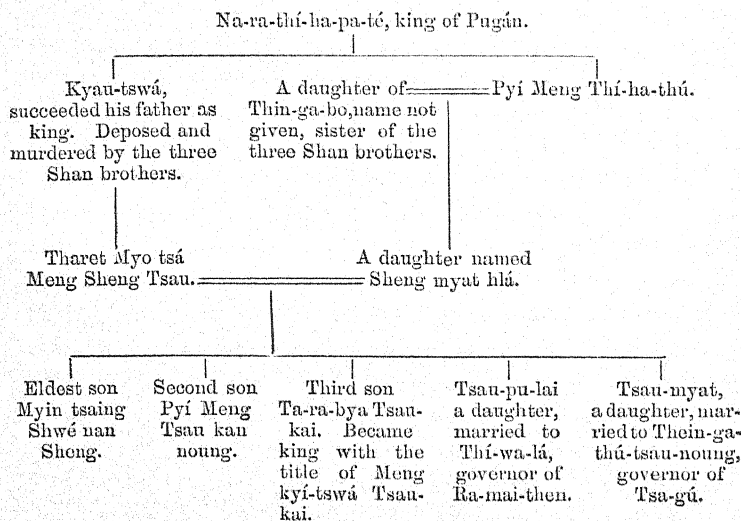 Na-ra-thí-ha-pa-té, king of Pugán.
Kyau-tswá,
succeeded his father as
king. Deposed and
murdered by the three
Shan brothers.
A daughter of
Thin-ga-bo, name not
given, sister of the
three Shan brothers.
Pyí Meng Thí-ha-thú.
Tharet Myo tsá
Meng Sheng Tsau.
A daughter named
Sheng myat hlá.
Eldest son
Myin tsaing
Shwé nan
Sheng.
Second son
Pyí Meng
Tsau kan
noung.
Third son
Ta-ra-bya Tsau-
kai. Became
king with the
title of Meng
kyí-tswá Tsau-
kai.
Tsau-pu-lai
a daughter,
married to
Thí-wa-lá,
governor of
Ra-mai-then.
Tsau-myat,
a daughter, mar-
ried to Thein-ga-
thú-tsau-noung,
governor of
Tsa-gú.